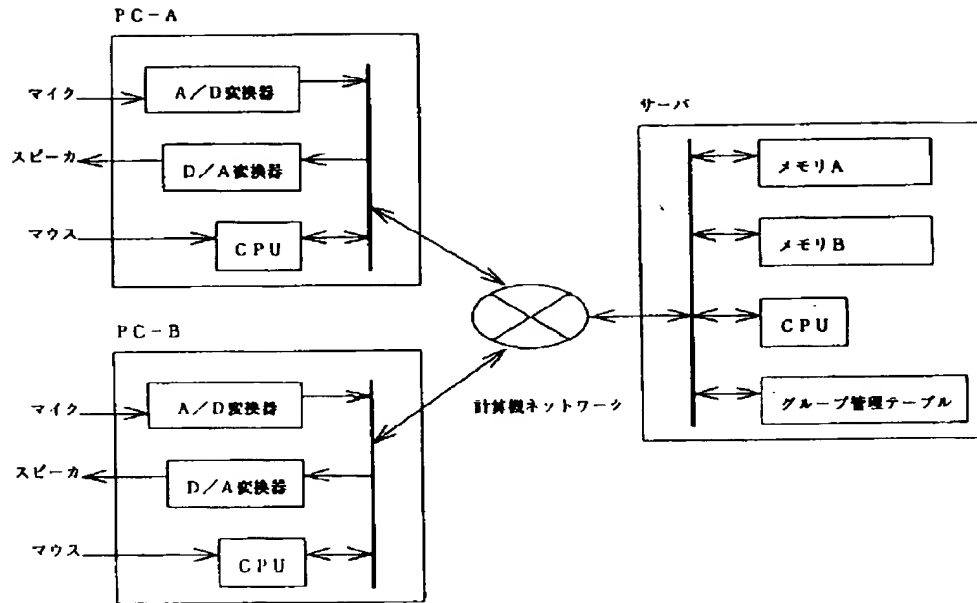 PC-A
マイク
A/D変換器
スピーカ
D/A変換器
マウス
CPU
PC-B
マイク
A/D変換器
スピーカ
D/A変換器
マウス
CPU
計算機ネットワーク
サーバ
メモリA
メモリB
CPU
グループ管理テーブル